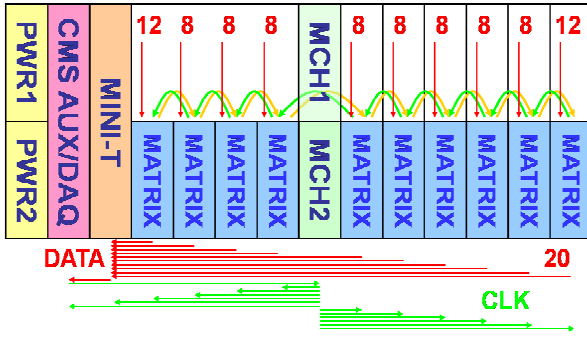 12 8 8 8 8 8 8 8 8 12
PWR1
CMS AUX/DAQ
MINI-T
MCH1
PWR2
MATRIX MATRIX MATRIX MATRIX
MCH2
MATRIX MATRIX MATRIX MATRIX MATRIX MATRIX
DATA 20
CLK